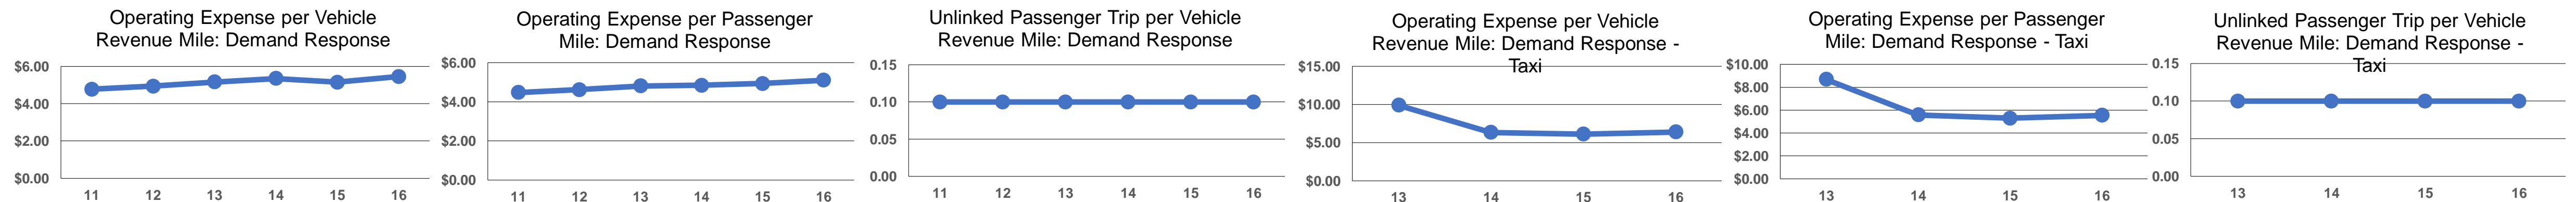 Operating Expense per Vehicle
Revenue Mile: Demand Response
$6.00
$4.00
$2.00
$0.00
11 12 13 14 15 16
Operating Expense per Passenger
Mile: Demand Response
$6.00
$4.00
$2.00
$0.00
11 12 13 14 15 16
Unlinked Passenger Trip per Vehicle
Revenue Mile: Demand Response
0.15
0.10
0.05
0.00
11 12 13 14 15 16
Operating Expense per Vehicle
Revenue Mile: Demand Response -
Taxi
$15.00
$10.00
$5.00
$0.00
13 14 15 16
Operating Expense per Passenger
Mile: Demand Response - Taxi
$10.00
$8.00
$6.00
$4.00
$2.00
$0.00
13 14 15 16
Unlinked Passenger Trip per Vehicle
Revenue Mile: Demand Response -
Taxi
0.15
0.10
0.05
0.00
13 14 15 16